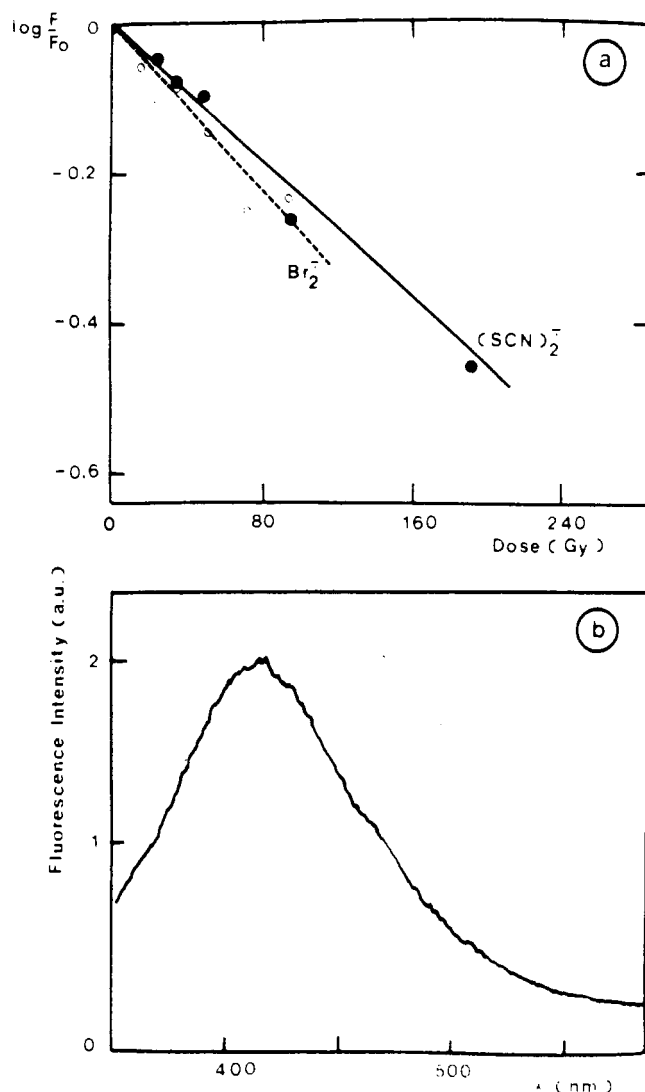 log F/Fo
0
a
-0.2
Br₂⁻
(SCN)₂⁻
-0.4
-0.6
0 80 160 240
Dose (Gy)
b
Fluorescence Intensity (a.u.)
2
1
0
400 500
(nm)